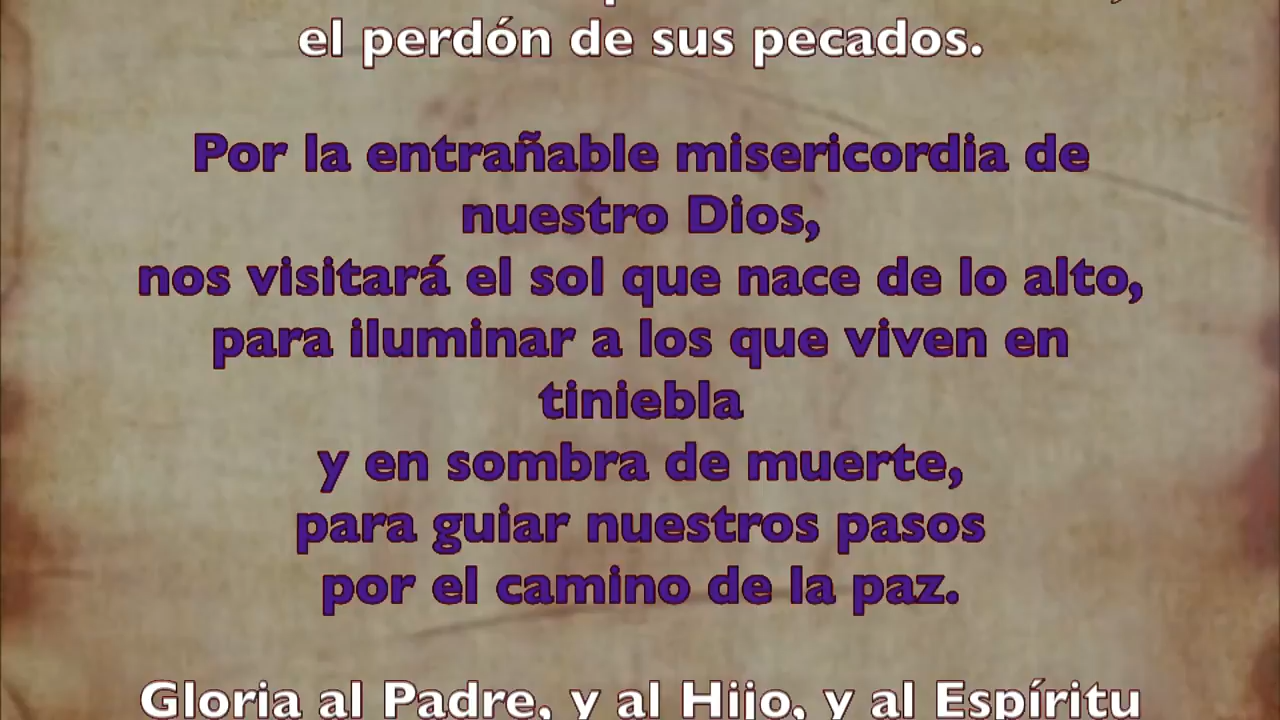 el perdón de sus pecados.
Por la entrañable misericordia de
nuestro Dios,
nos visitará el sol que nace de lo alto,
para iluminar a los que viven en
tiniebla
y en sombra de muerte,
para guiar nuestros pasos
por el camino de la paz.
Gloria al Padre, y al Hijo, y al Espíritu